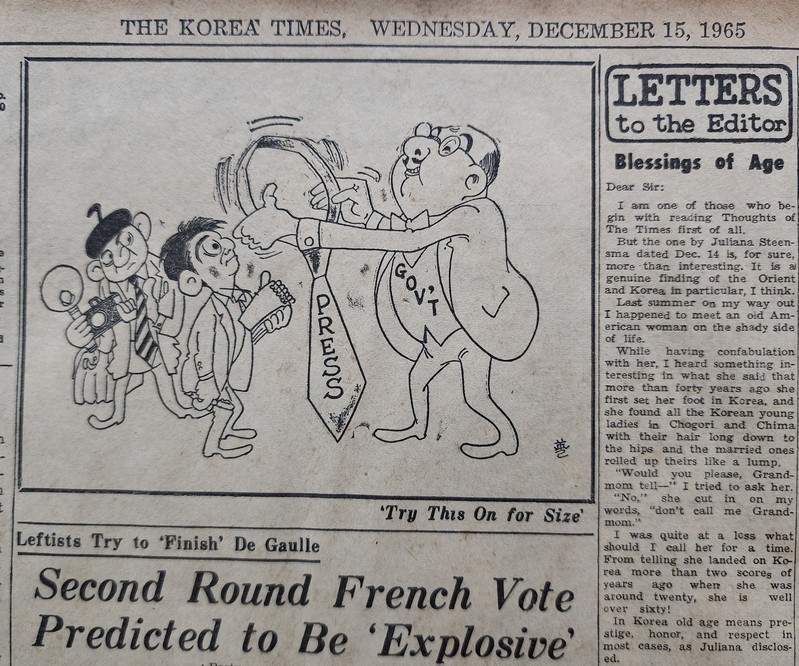 THE KOREA TIMES, WEDNESDAY, DECEMBER 15, 1965
GOV'T
PRESS
'Try This On for Size'
Leftists Try to 'Finish' De Gaulle
Second Round French Vote
Predicted to Be 'Explosive'
LETTERS
to the Editor
Blessings of Age
Dear Sir:
I am one of those who be-
gin with reading Thoughts of
The Times first of all.
But the one by Juliana Steen-
sma dated Dec. 14 is, for sure,
more than interesting. It is a
genuine finding of the Orient
and Korea in particular, I think.
Last summer on my way out
I happened to meet an old Am-
erican woman on the shady side
of life.
While having confabulation
with her, I heard something in-
teresting in what she said that
more than forty years ago she
first set her foot in Korea, and
she found all the Korean young
ladies in Chogori and Chima
with their hair long down to
the hips and the married ones
rolled up theirs like a lump.
"Would you please, Grand-
mom tell—" I tried to ask her.
"No," she cut in on my
words, "don't call me Grand-
mom."
I was quite at a loss what
should I call her for a time.
From telling she landed on Ko-
rea more than two scores of
years ago when she was
around twenty, she is well
over sixty!
In Korea old age means pre-
stige, honor, and respect in
most cases, as Juliana disclos-
ed.